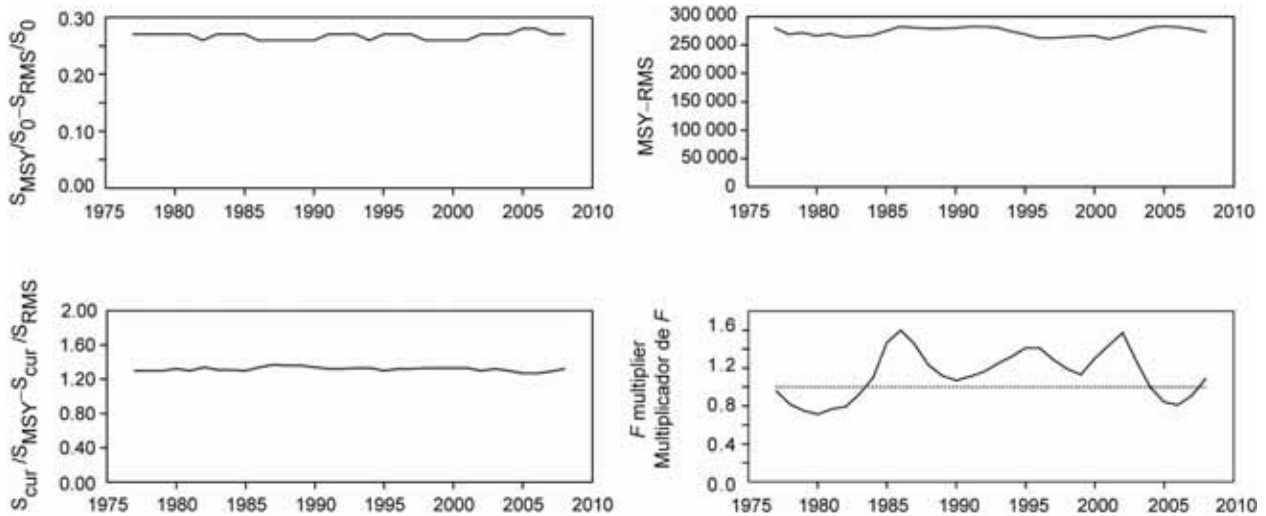 S_MSY/S_0–S_RMS/S_0
0.30
0.20
0.10
0.00
1975 1980 1985 1990 1995 2000 2005 2010
MSY–RMS
300 000
250 000
200 000
150 000
100 000
50 000
0
1975 1980 1985 1990 1995 2000 2005 2010
S_cur /S_MSY–S_cur /S_RMS
2.00
1.60
1.20
0.80
0.40
0.00
1975 1980 1985 1990 1995 2000 2005 2010
F multiplier
Multiplicador de F
1.6
1.2
0.8
0.4
0.0
1975 1980 1985 1990 1995 2000 2005 2010